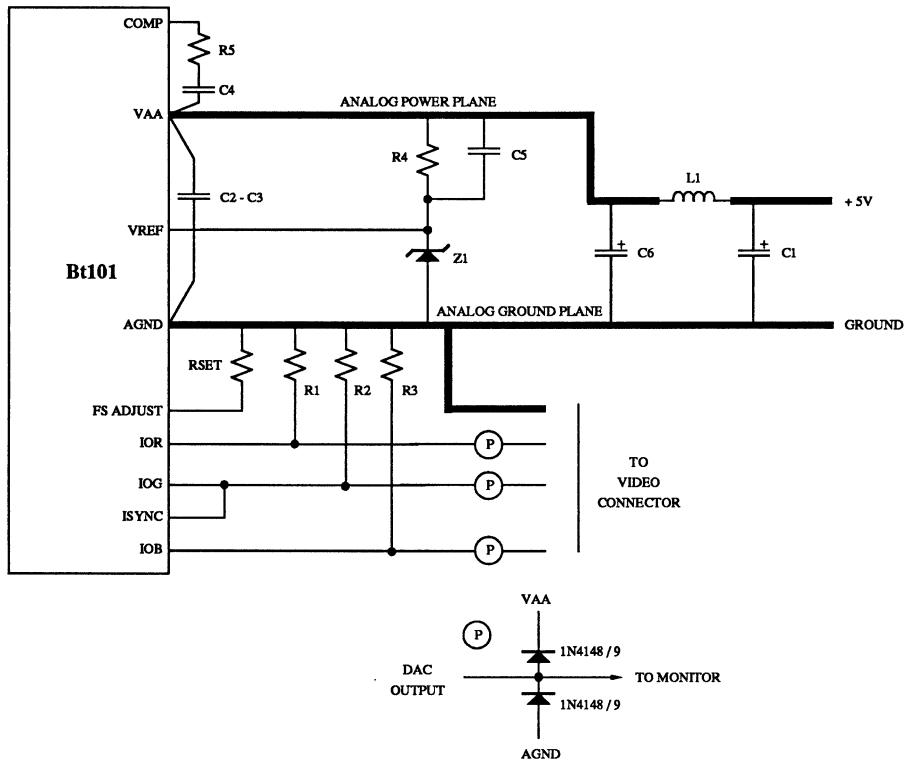 COMP
R5
C4
ANALOG POWER PLANE
VAA
R4
C5
L1
C2 - C3
+ 5V
VREF
+
C6
+
C1
Z1
Bt101
ANALOG GROUND PLANE
AGND
GROUND
RSET
R1
R2
R3
FS ADJUST
IOR
P
TO
VIDEO
CONNECTOR
IOG
P
ISYNC
IOB
P
VAA
P
1N4148 / 9
DAC
OUTPUT
TO MONITOR
1N4148 / 9
AGND